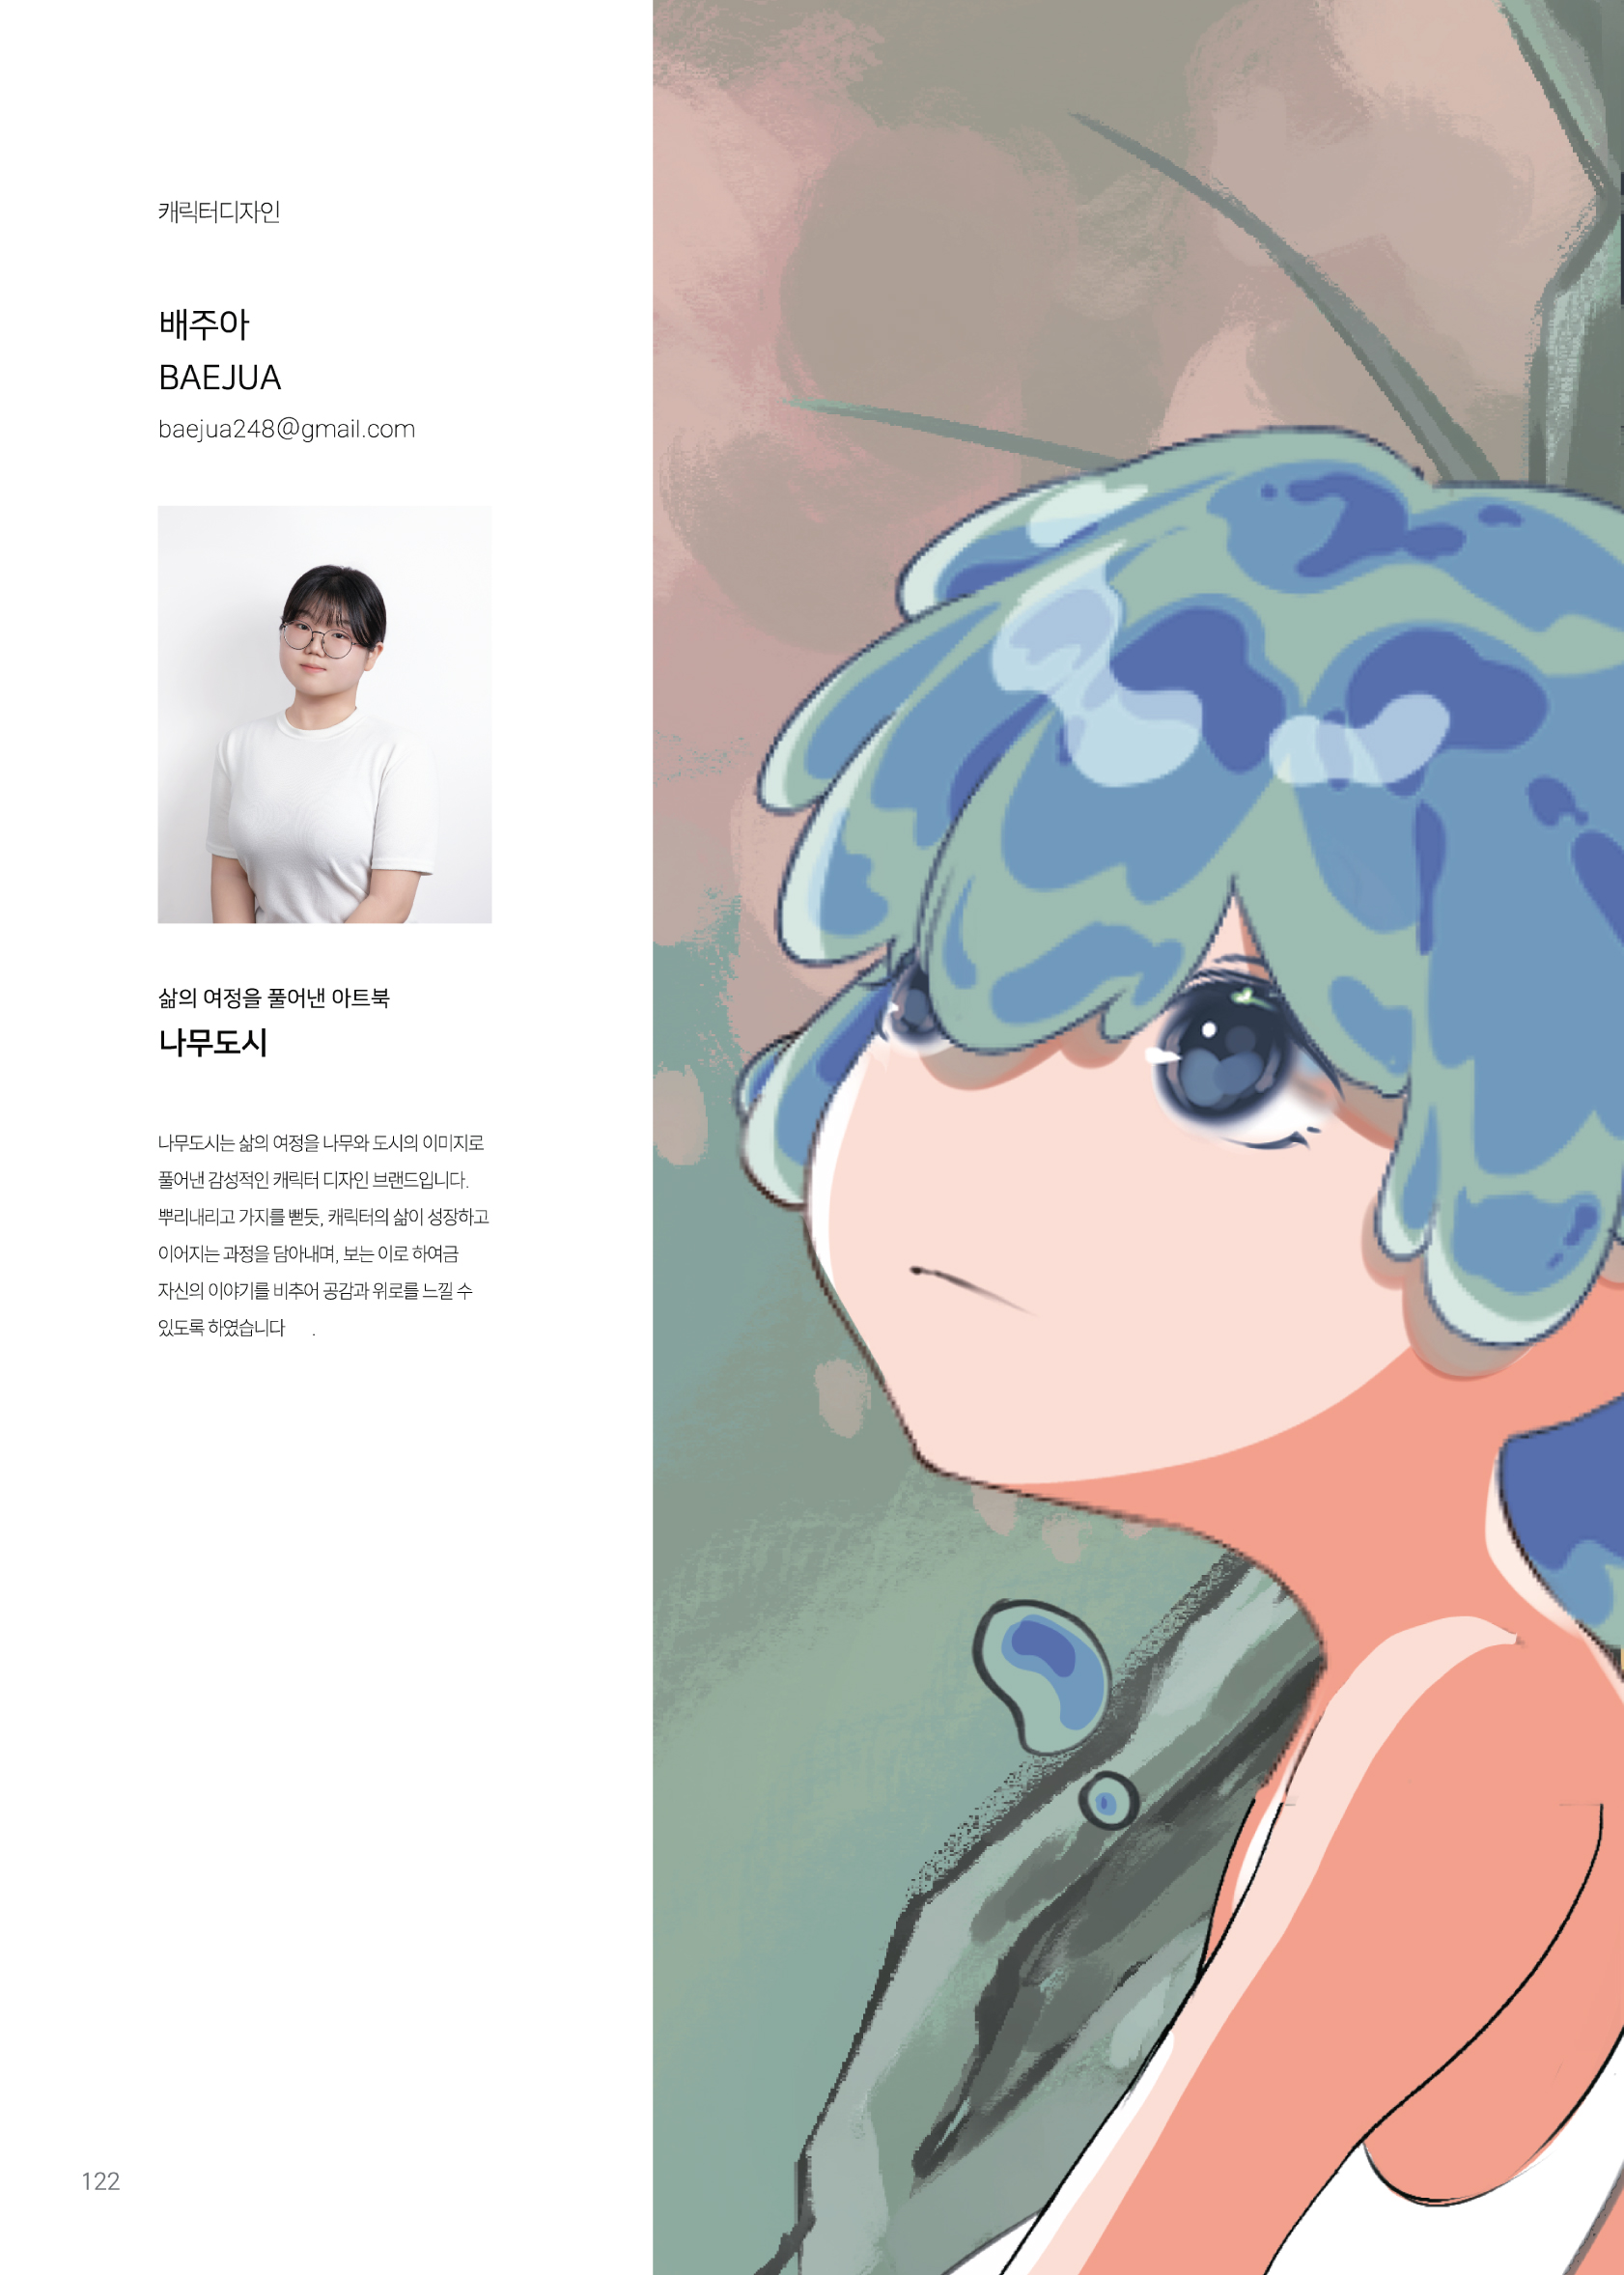 캐릭터디자인
배주아
BAEJUA
baejua248@gmail.com
삶의 여정을 풀어낸 아트북
나무도시
나무도시는 삶의 여정을 나무와 도시의 이미지로
풀어낸 감성적인 캐릭터 디자인 브랜드입니다.
뿌리내리고 가지를 뻗듯, 캐릭터의 삶이 성장하고
이어지는 과정을 담아내며, 보는 이로 하여금
자신의 이야기를 비추어 공감과 위로를 느낄 수
있도록 하였습니다 .
122